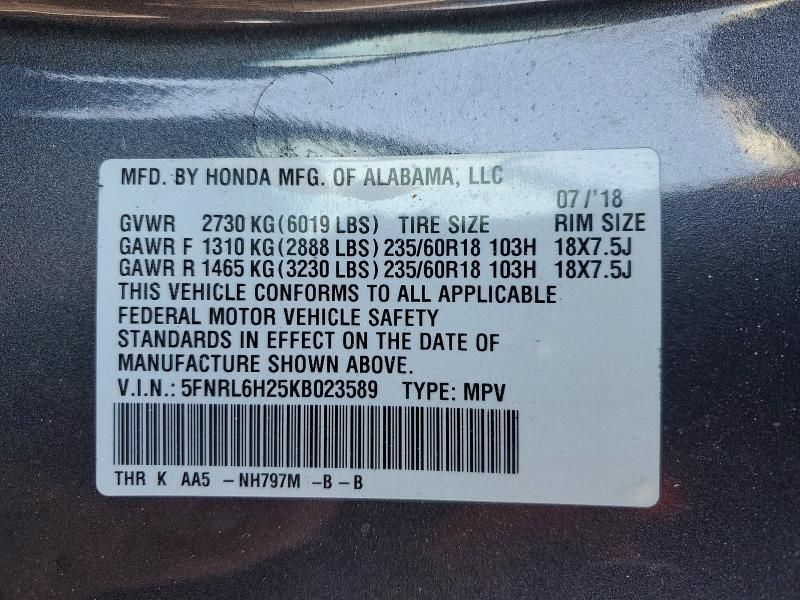 MFD. BY HONDA MFG. OF ALABAMA, LLC
07/'18
GVWR 2730 KG(6019 LBS) TIRE SIZE RIM SIZE
GAWR F 1310 KG(2888 LBS) 235/60R18 103H 18X7.5J
GAWR R 1465 KG(3230 LBS) 235/60R18 103H 18X7.5J
THIS VEHICLE CONFORMS TO ALL APPLICABLE
FEDERAL MOTOR VEHICLE SAFETY
STANDARDS IN EFFECT ON THE DATE OF
MANUFACTURE SHOWN ABOVE.
V.I.N.: 5FNRL6H25KB023589 TYPE: MPV
THR K AA5 -NH797M -B-B